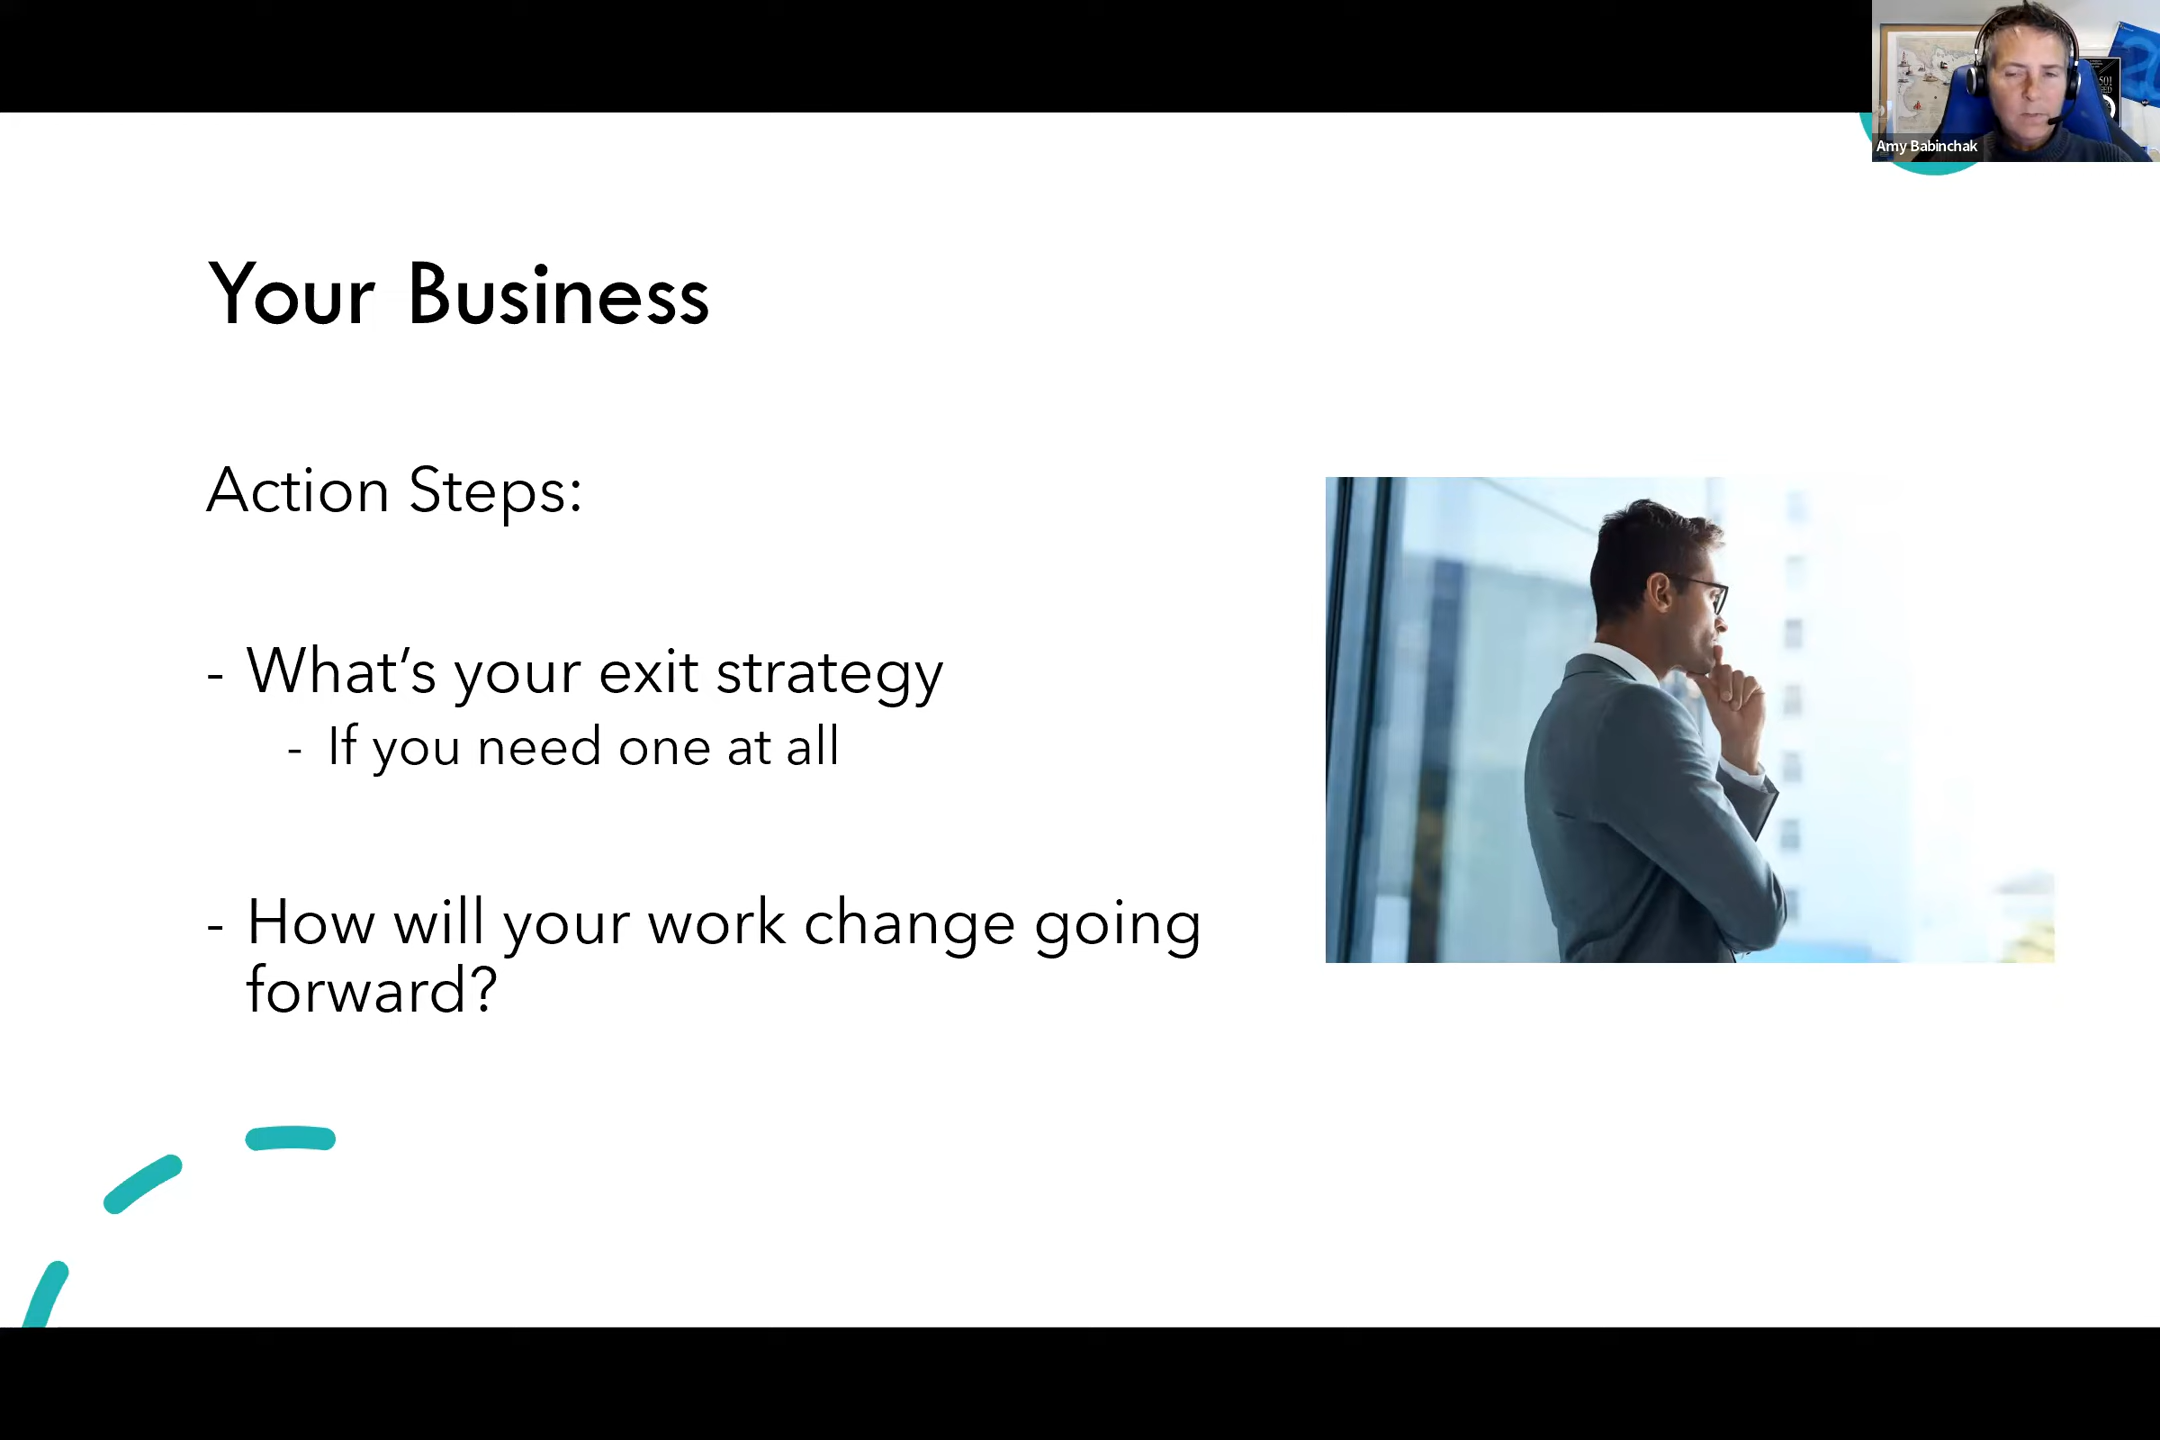 Amy Babinchak
Your Business
Action Steps:
- What’s your exit strategy
- If you need one at all
- How will your work change going
forward?